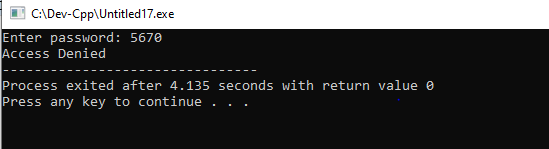 C:\Dev-Cpp\Untitled17.exe
Enter password: 5670
Access Denied
--------------------------------
Process exited after 4.135 seconds with return value 0
Press any key to continue . . .